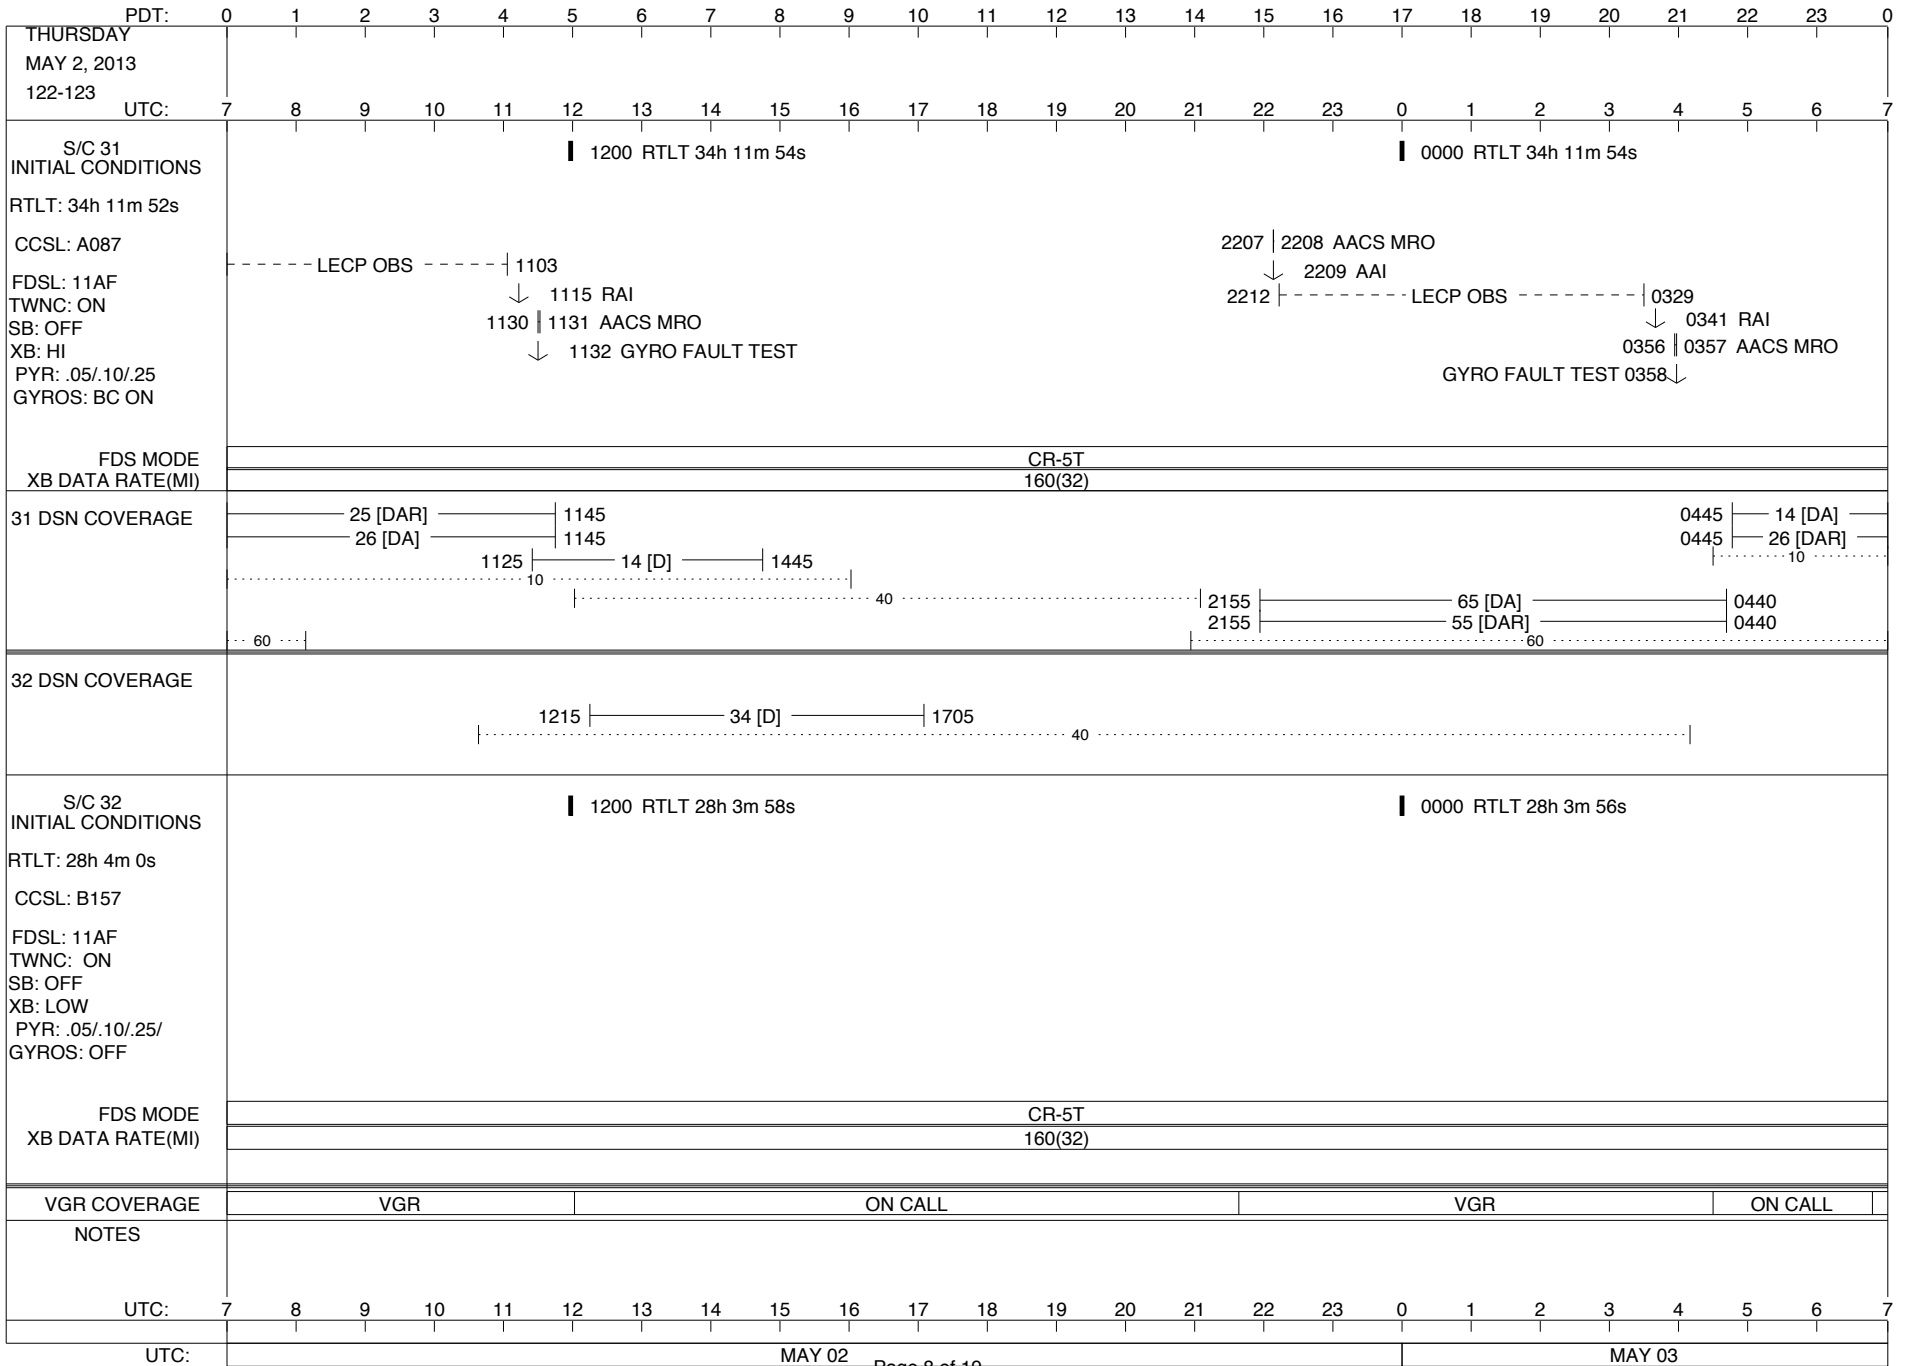 PDT: 0 1 2 3 4 5 6 7 8 9 10 11 12 13 14 15 16 17 18 19 20 21 22 23 0
THURSDAY
MAY 2, 2013
122-123
UTC: 7 8 9 10 11 12 13 14 15 16 17 18 19 20 21 22 23 0 1 2 3 4 5 6 7
S/C 31
INITIAL CONDITIONS
1200 RTLT 34h 11m 54s
0000 RTLT 34h 11m 54s
RTLT: 34h 11m 52s
CCSL: A087
FDSL: 11AF
TWNC: ON
SB: OFF
XB: HI
PYR: .05/.10/.25
GYROS: BC ON
LECP OBS 1103
1115 RAI
1130 1131 AACS MRO
1132 GYRO FAULT TEST
2207 2208 AACS MRO
2209 AAI
2212 LECP OBS 0329
0341 RAI
0356 0357 AACS MRO
GYRO FAULT TEST 0358
FDS MODE CR-5T
XB DATA RATE(MI) 160(32)
31 DSN COVERAGE
25 [DAR] 1145
26 [DA] 1145
1125 14 [D] 1445
10
40
60
0445 14 [DA]
0445 26 [DAR]
10
2155 65 [DA] 0440
2155 55 [DAR] 0440
60
32 DSN COVERAGE
1215 34 [D] 1705
40
S/C 32
INITIAL CONDITIONS
1200 RTLT 28h 3m 58s
0000 RTLT 28h 3m 56s
RTLT: 28h 4m 0s
CCSL: B157
FDSL: 11AF
TWNC: ON
SB: OFF
XB: LOW
PYR: .05/.10/.25/
GYROS: OFF
FDS MODE CR-5T
XB DATA RATE(MI) 160(32)
VGR COVERAGE VGR ON CALL VGR ON CALL
NOTES
UTC: 7 8 9 10 11 12 13 14 15 16 17 18 19 20 21 22 23 0 1 2 3 4 5 6 7
UTC: MAY 02 MAY 03
Page 8 of 19